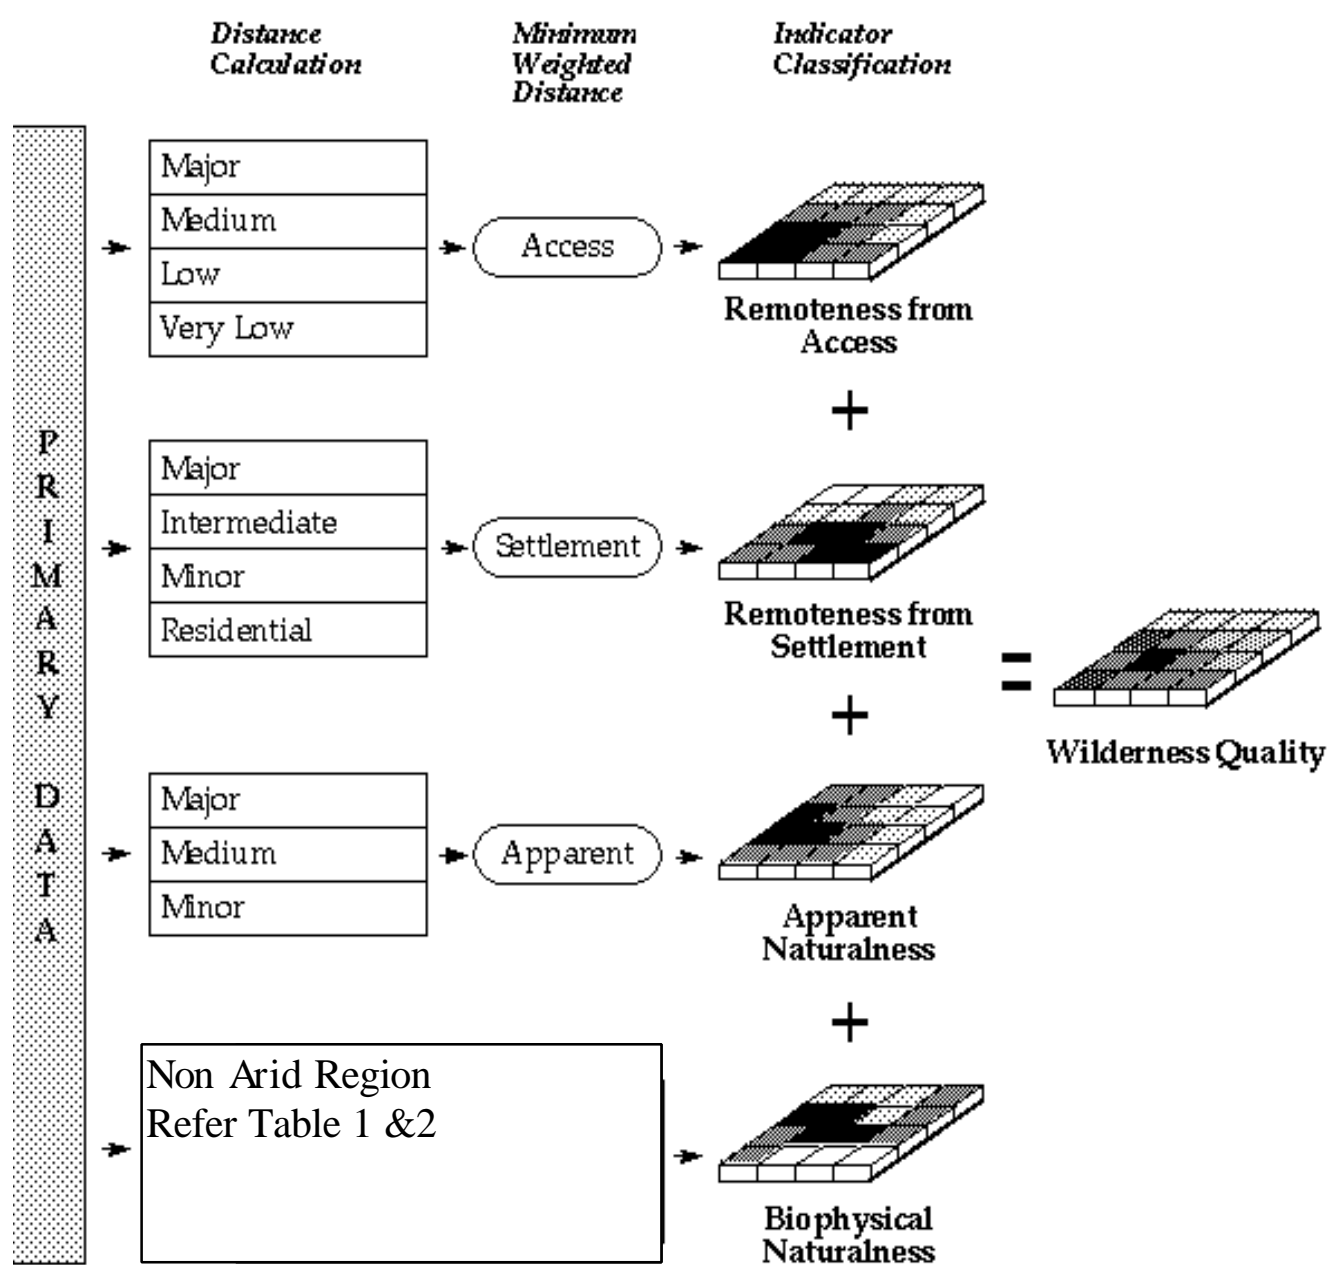 Distance
Calculation
Minimum
Weighted
Distance
Indicator
Classification
PRIMARY DATA
Major
Medium
Low
Very Low
Access
Remoteness from
Access
+
Major
Intermediate
Minor
Residential
Settlement
Remoteness from
Settlement
+
=
Wilderness Quality
Major
Medium
Minor
Apparent
Apparent
Naturalness
+
Non Arid Region
Refer Table 1 &2
Biophysical
Naturalness